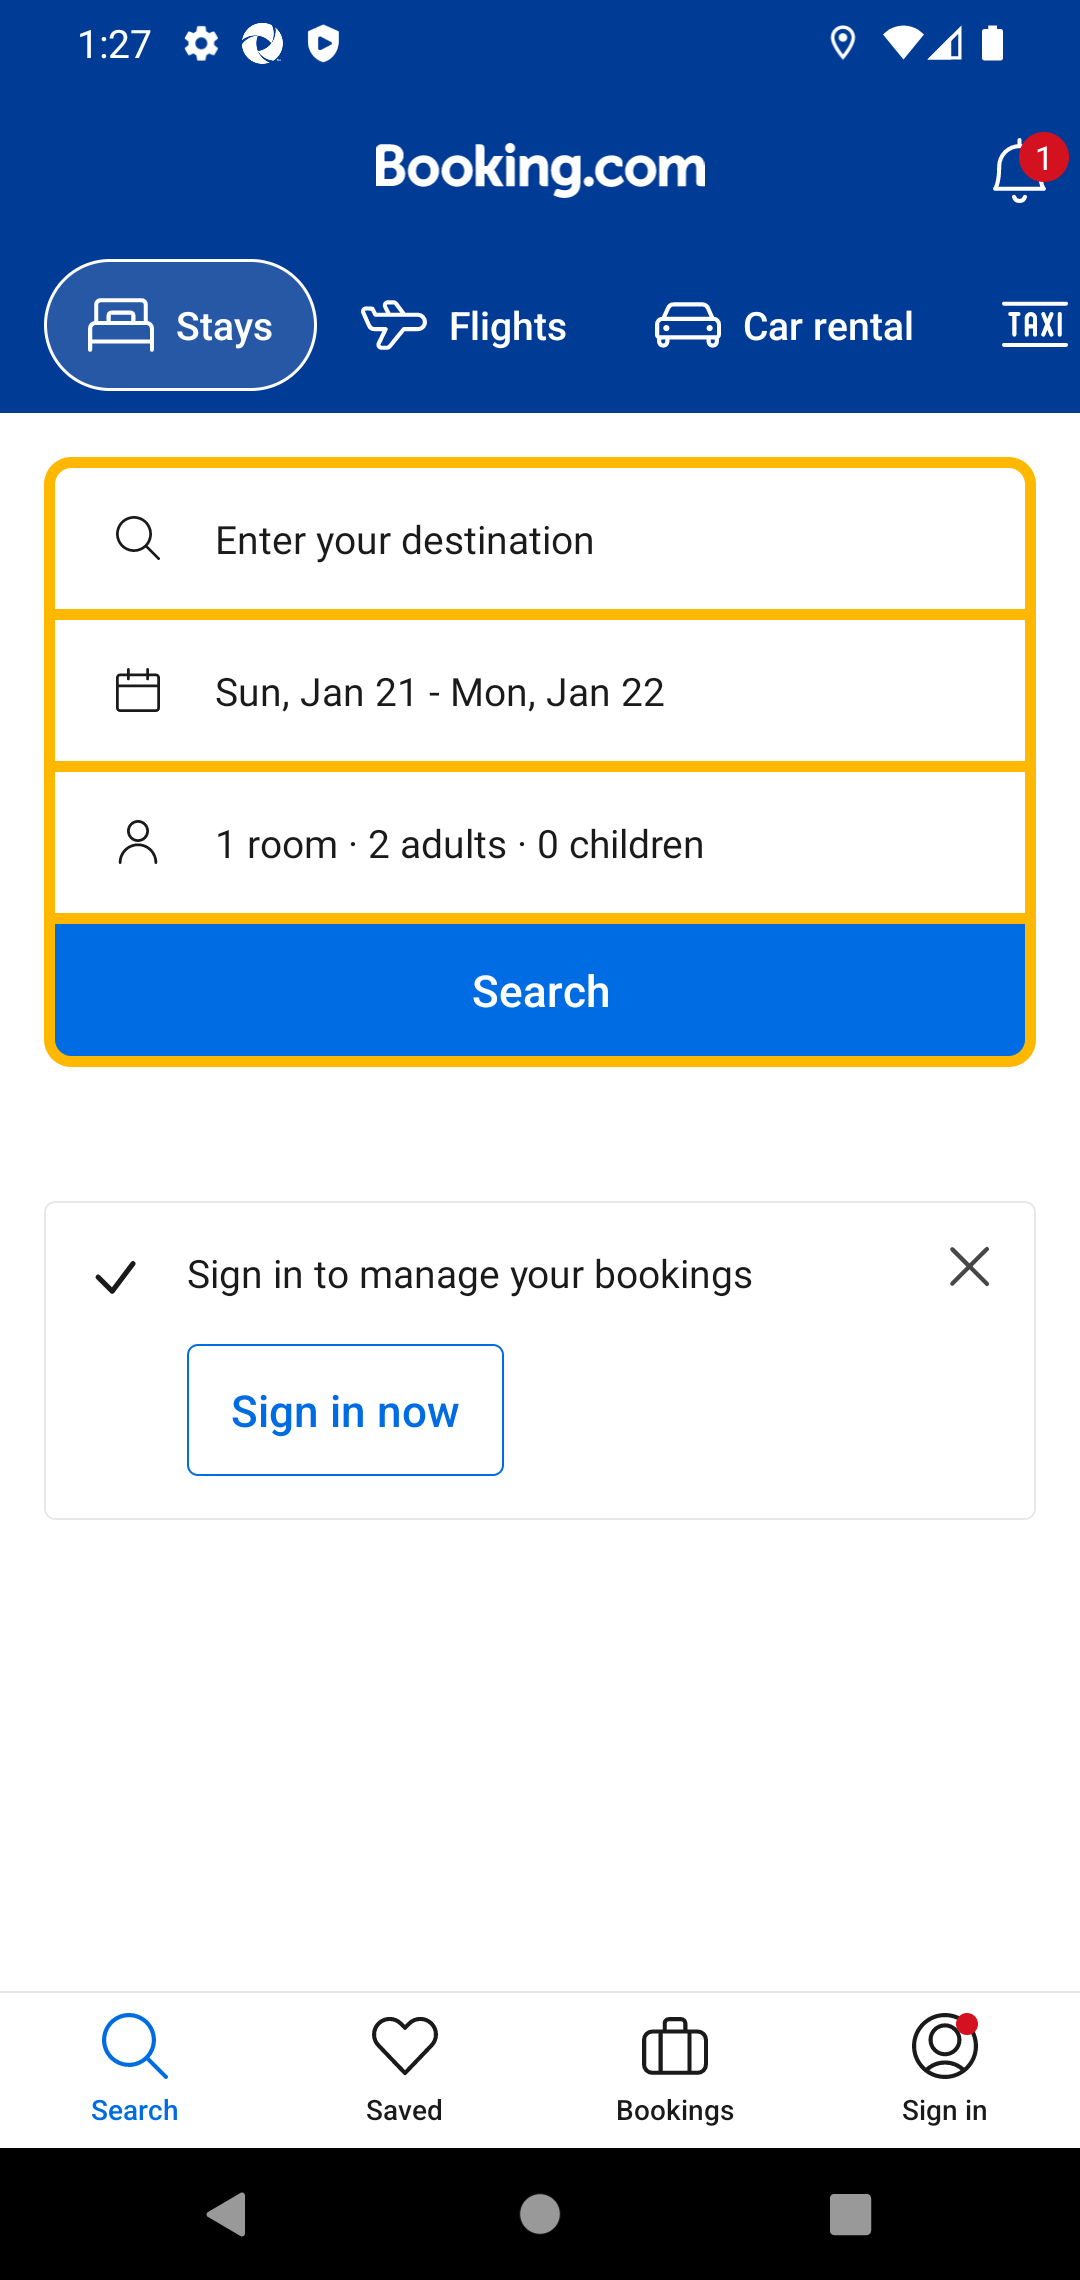 1:27
Booking.com
1
Stays
Flights
Car rental
TAXI
Enter your destination
Sun, Jan 21 - Mon, Jan 22
1 room · 2 adults · 0 children
Search
Sign in to manage your bookings
Sign in now
Search
Saved
Bookings
Sign in